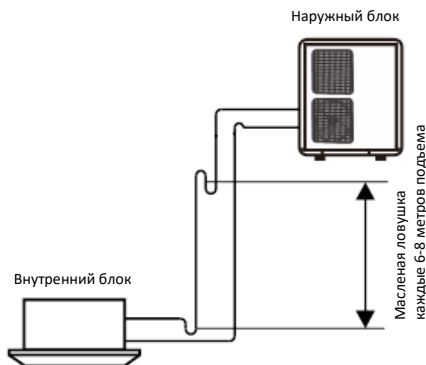 Наружный блок
Масленая ловушка
каждые 6-8 метров подъема
Внутренний блок